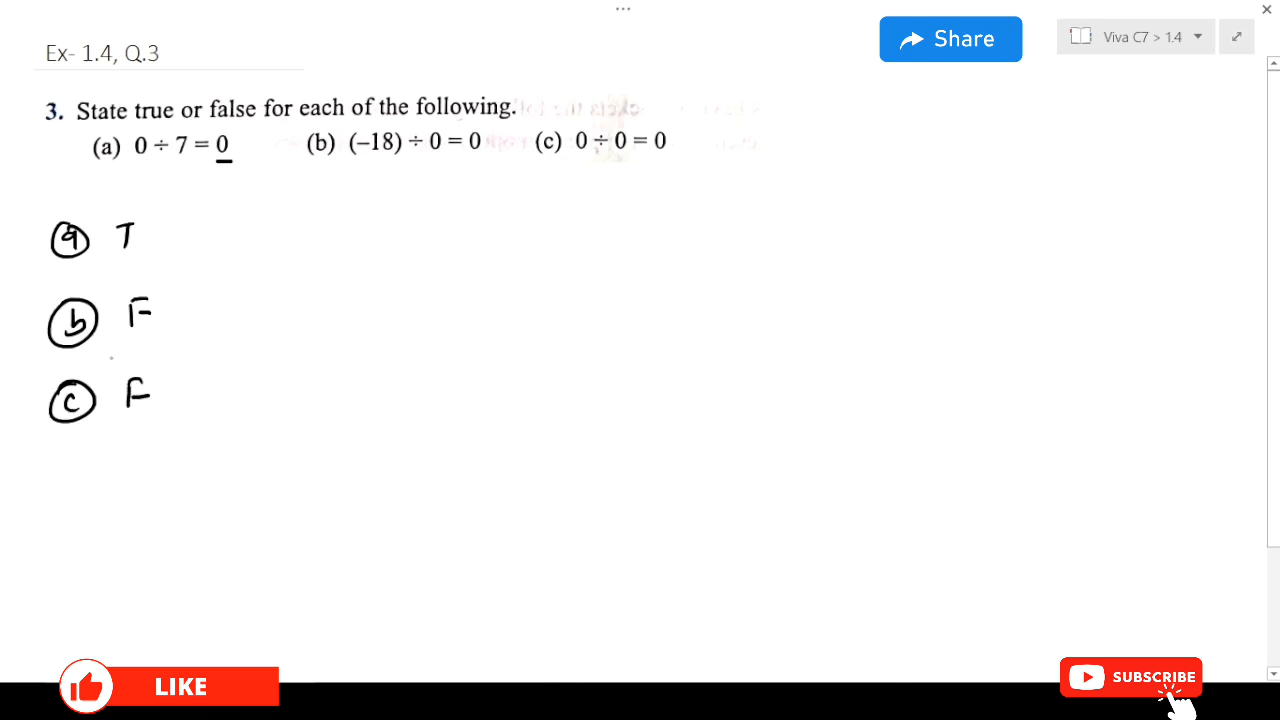 Ex- 1.4, Q.3
Share
Viva C7 > 1.4
3. State true or false for each of the following.
(a) 0 ÷ 7 = 0 (b) (–18) ÷ 0 = 0 (c) 0 ÷ 0 = 0
a T
b F
c F
LIKE
SUBSCRIBE